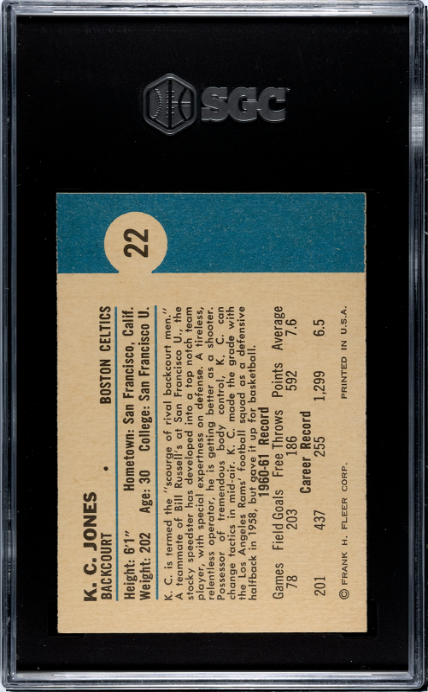 SGC
22
K. C. JONES
BACKCOURT • BOSTON CELTICS
Height: 6'1" Hometown: San Francisco, Calif.
Weight: 202 Age: 30 College: San Francisco U.
K. C. is termed the "scourge of rival backcourt men."
A teammate of Bill Russell's at San Francisco U., the
stocky speedster has developed into a top notch team
player, with special expertness on defense. A tireless,
relentless operator, he is getting better as a shooter.
Possessor of tremendous body control, K. C. can
change tactics in mid-air. K. C. made the grade with
the Los Angeles Rams' football squad as a defensive
halfback in 1958, but gave it up for basketball.
1960-61 Record
Games Field Goals Free Throws Points Average
78 203 186 592 7.6
Career Record
201 437 255 1,299 6.5
© FRANK H. FLEER CORP. PRINTED IN U.S.A.